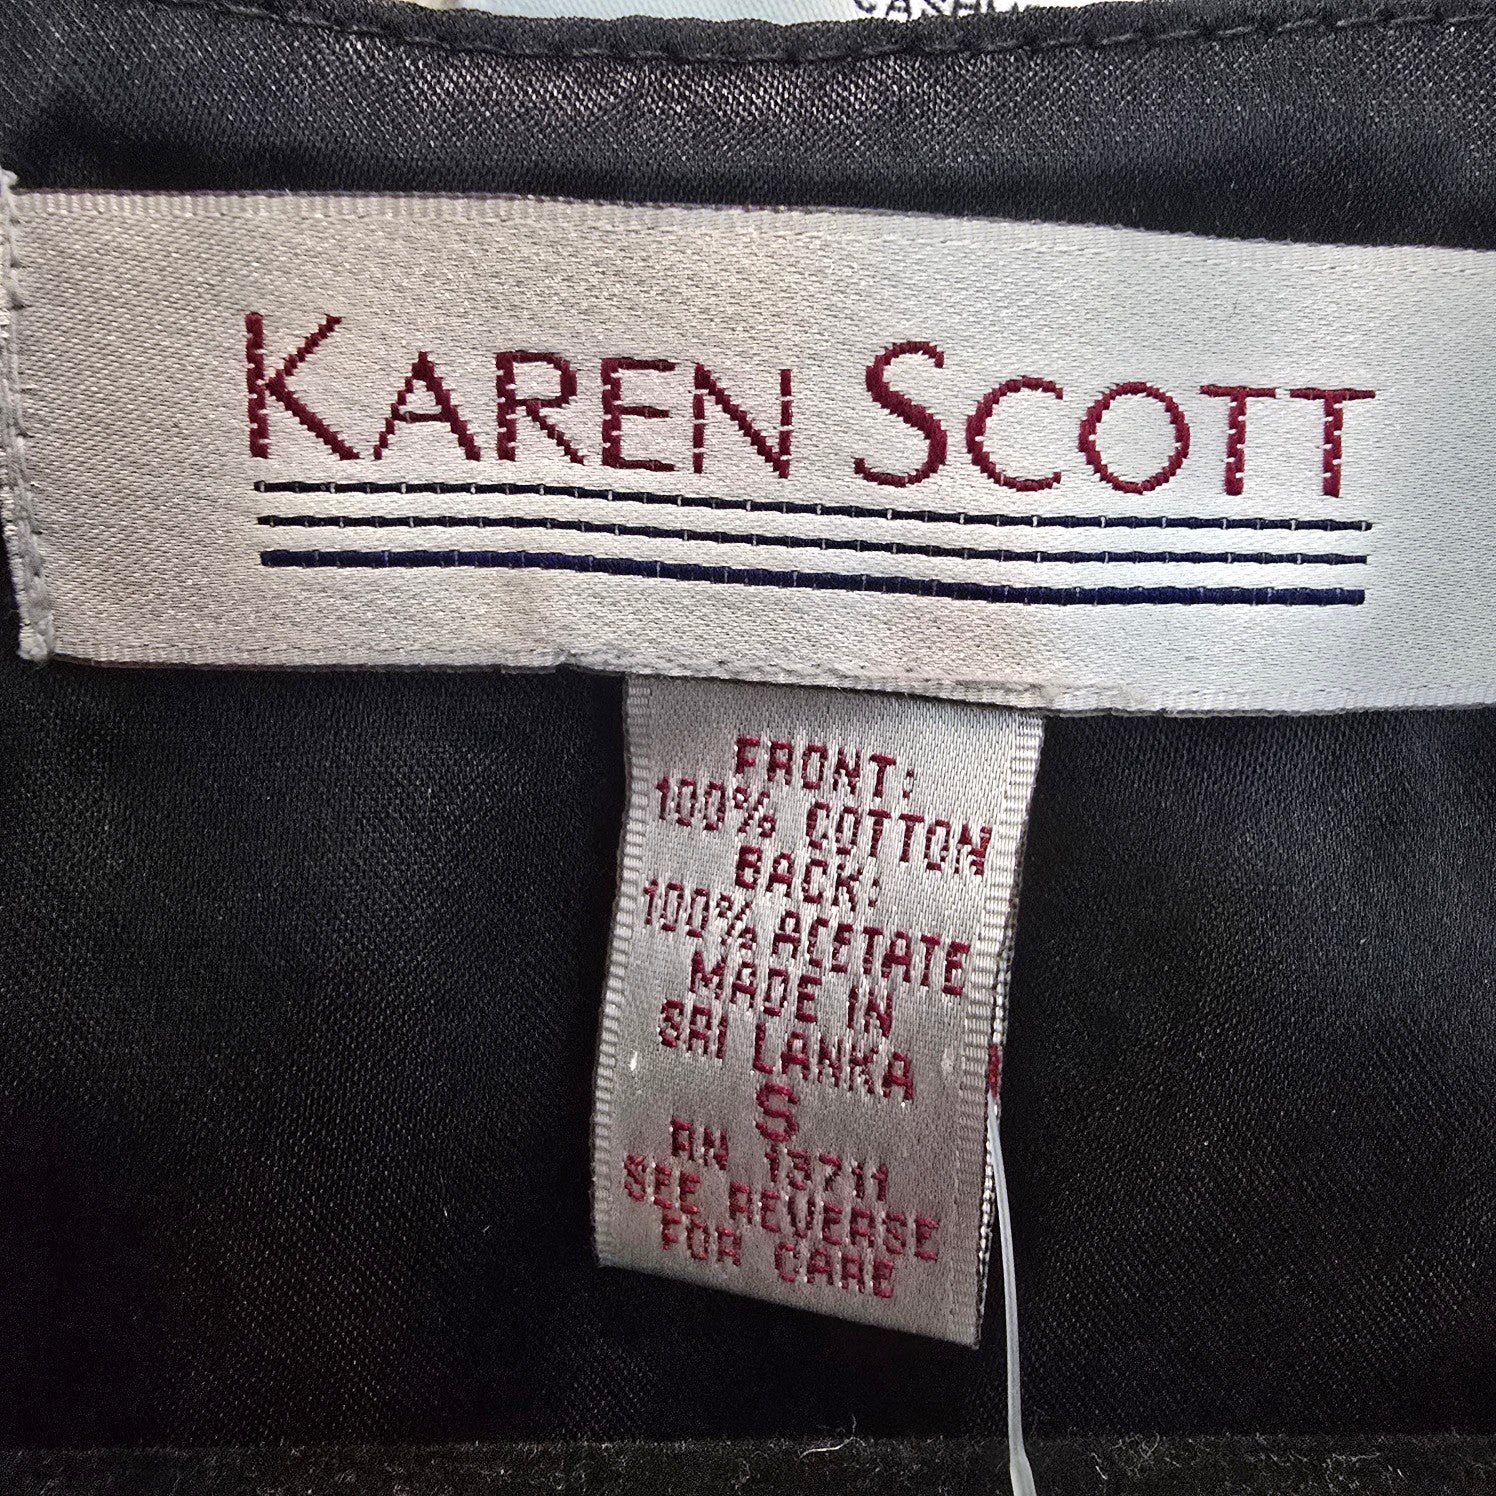 KAREN SCOTT
FRONT:
100% COTTON
BACK:
100% ACETATE
MADE IN
SRI LANKA
S
RN 13711
SEE REVERSE
FOR CARE